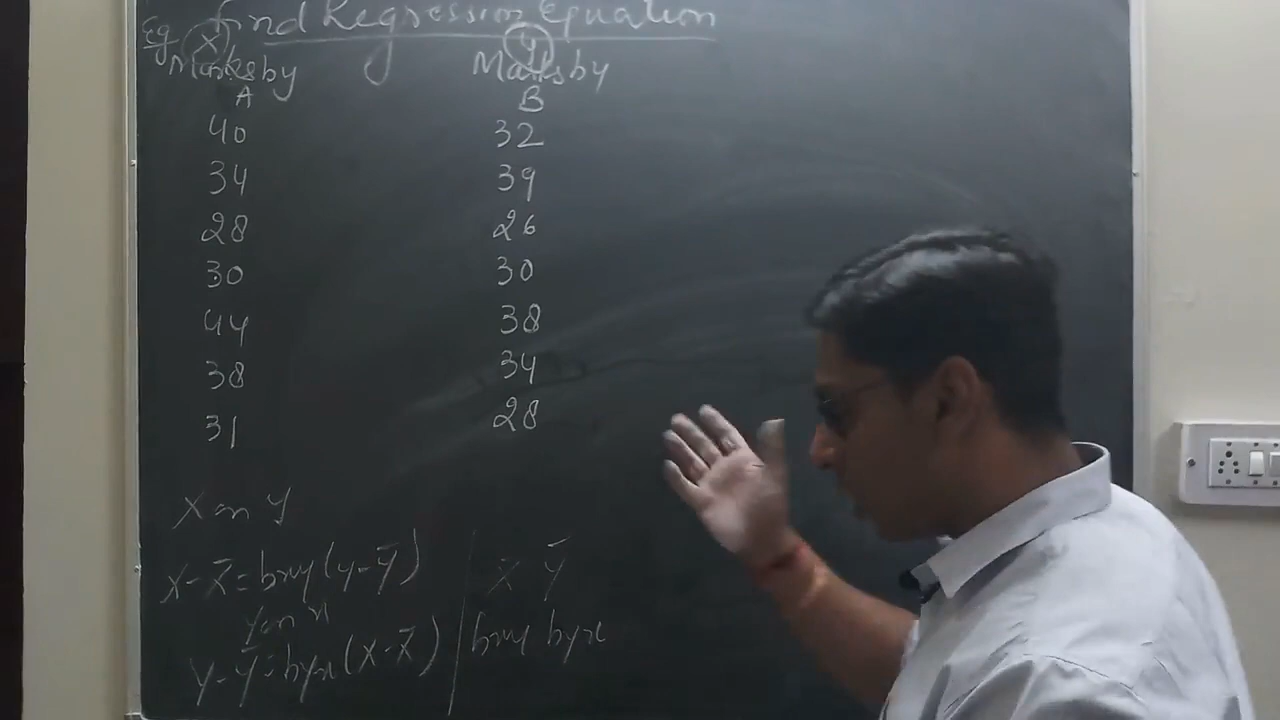 Eg Find Regression Equation
X y
Marks by Marks by
A B
40 32
34 39
28 26
30 30
44 38
38 34
31 28
X on y
x - x̄ = bxy (y - ȳ) x̄ ȳ
y on x
y - ȳ = byx (x - x̄) bxy byx